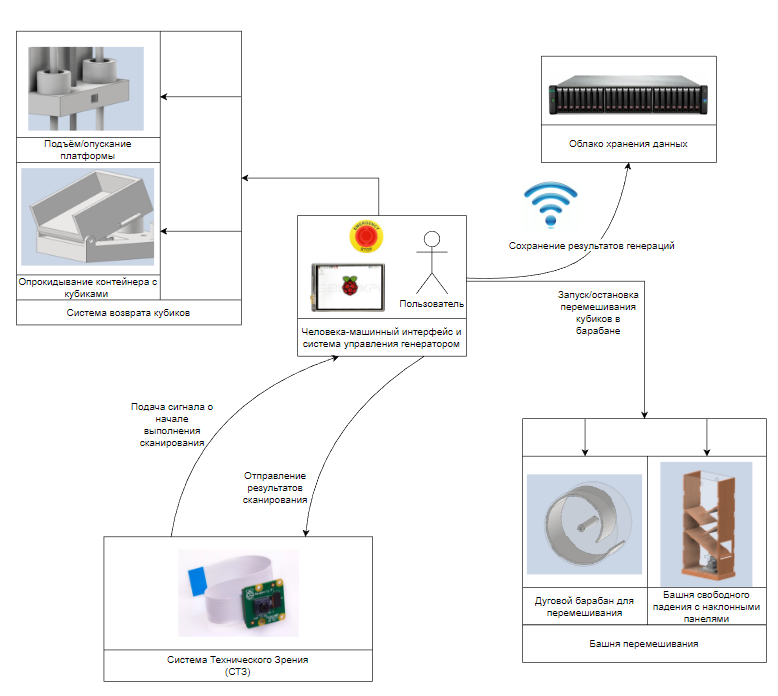 Подъём/опускание
платформы
Опрокидывание контейнера с
кубиками
Система возврата кубиков
EMERGENCY
STOP
Пользователь
Человека-машинный интерфейс и
система управления генератором
Облако хранения данных
Сохранение результатов генераций
Запуск/остановка
перемешивания
кубиков в
барабане
Подача сигнала о
начале
выполнения
сканирования
Отправление
результатов
сканирования
Система Технического Зрения
(СТЗ)
Дуговой барабан для
перемешивания
Башня свободного
падения с наклонными
панелями
Башня перемешивания